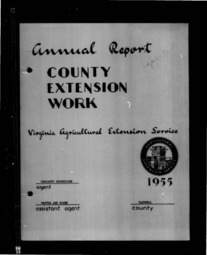 Annual Report
COUNTY
EXTENSION
WORK
Virginia Agricultural Extension Service
1955
agent
assistant agent
county